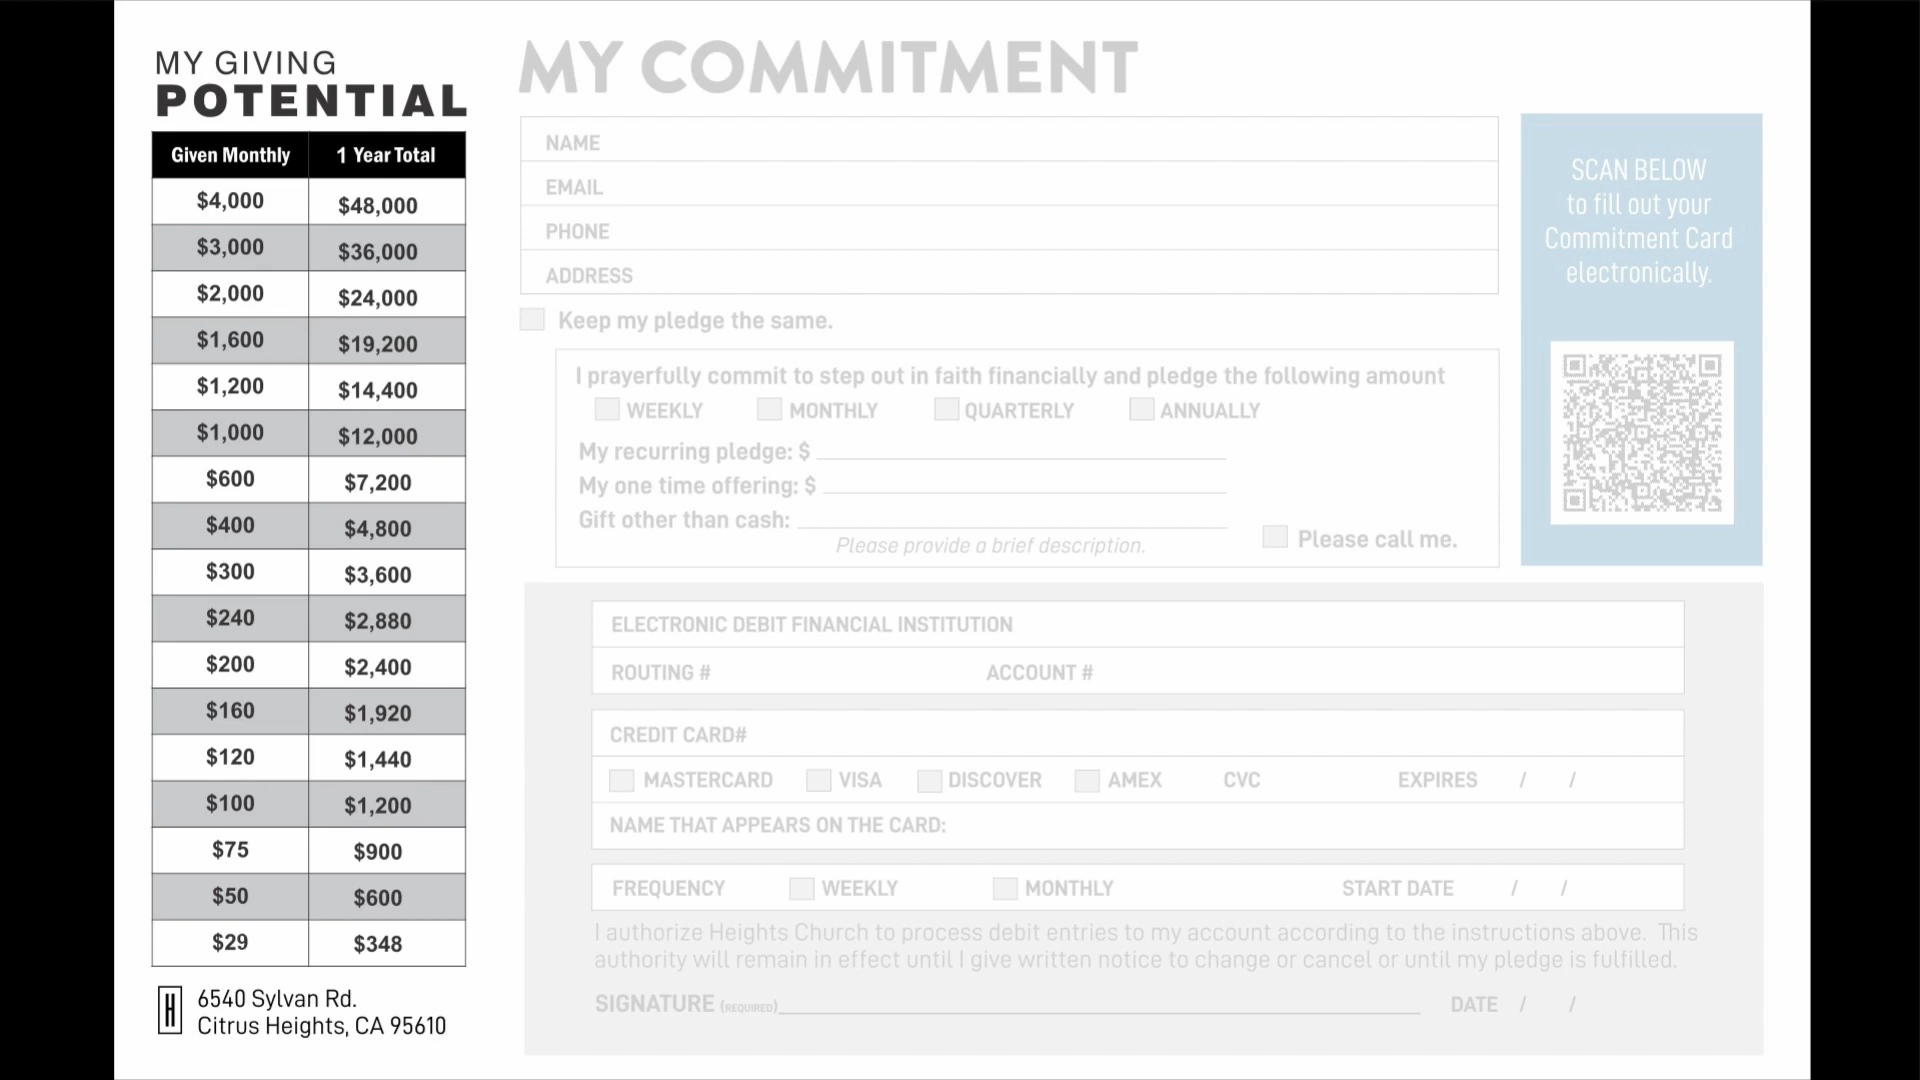 MY GIVING
POTENTIAL
Given Monthly 1 Year Total
$4,000 $48,000
$3,000 $36,000
$2,000 $24,000
$1,600 $19,200
$1,200 $14,400
$1,000 $12,000
$600 $7,200
$400 $4,800
$300 $3,600
$240 $2,880
$200 $2,400
$160 $1,920
$120 $1,440
$100 $1,200
$75 $900
$50 $600
$29 $348
H
6540 Sylvan Rd.
Citrus Heights, CA 95610
MY COMMITMENT
NAME
EMAIL
PHONE
ADDRESS
Keep my pledge the same.
I prayerfully commit to step out in faith financially and pledge the following amount
WEEKLY MONTHLY QUARTERLY ANNUALLY
My recurring pledge: $
My one time offering: $
Gift other than cash:
Please provide a brief description.
Please call me.
SCAN BELOW
to fill out your
Commitment Card
electronically.
ELECTRONIC DEBIT FINANCIAL INSTITUTION
ROUTING # ACCOUNT #
CREDIT CARD#
MASTERCARD VISA DISCOVER AMEX CVC EXPIRES / /
NAME THAT APPEARS ON THE CARD:
FREQUENCY WEEKLY MONTHLY START DATE / /
I authorize Heights Church to process debit entries to my account according to the instructions above. This
authority will remain in effect until I give written notice to change or cancel or until my pledge is fulfilled.
SIGNATURE (REQUIRED) DATE / /